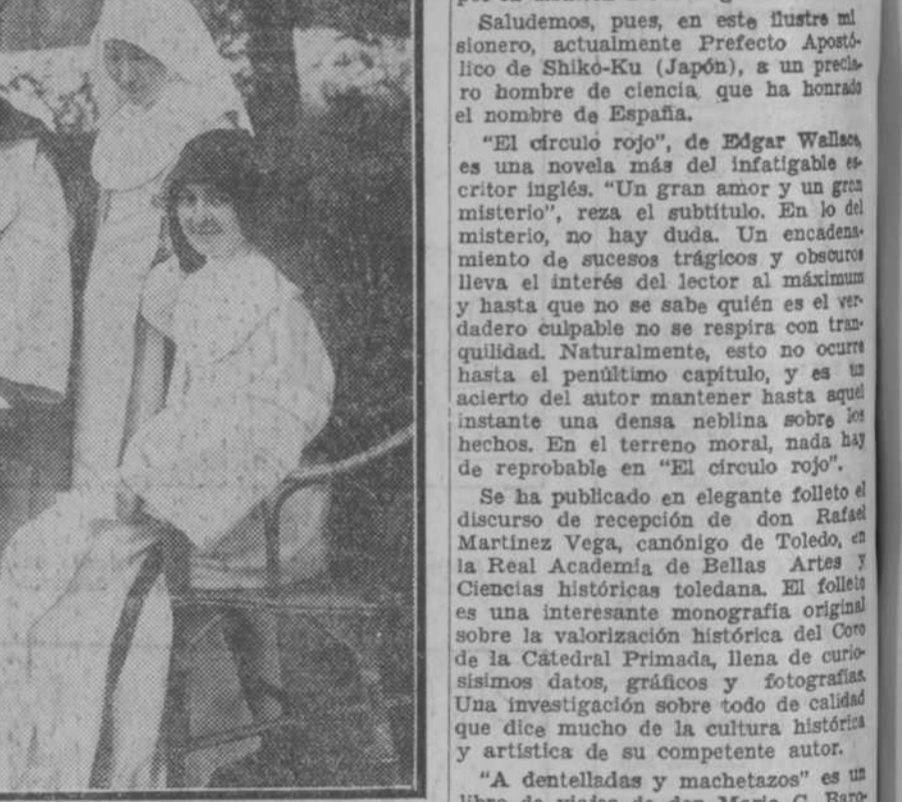 Saludemos, pues, en este ilustre mi
sionero, actualmente Prefecto Apostó-
lico de Shikó-Ku (Japón), a un precla-
ro hombre de ciencia que ha honrado
el nombre de España.
"El círculo rojo", de Edgar Wallace,
es una novela más del infatigable es-
critor inglés. "Un gran amor y un gran
misterio", reza el subtítulo. En lo del
misterio, no hay duda. Un encadena-
miento de sucesos trágicos y obscuros
lleva el interés del lector al máximum
y hasta que no se sabe quién es el ver-
dadero culpable no se respira con tran-
quilidad. Naturalmente, esto no ocurre
hasta el penúltimo capítulo, y es un
acierto del autor mantener hasta aquel
instante una densa neblina sobre los
hechos. En el terreno moral, nada hay
de reprobable en "El círculo rojo".
Se ha publicado en elegante folleto el
discurso de recepción de don Rafael
Martínez Vega, canónigo de Toledo, en
la Real Academia de Bellas Artes y
Ciencias históricas toledana. El folleto
es una interesante monografía original
sobre la valorización histórica del Coro
de la Catedral Primada, llena de curio-
sísimos datos, gráficos y fotografías.
Una investigación sobre todo de calidad
que dice mucho de la cultura histórica
y artística de su competente autor.
"A dentelladas y machetazos" es un
libro de viajes de don Mario C.